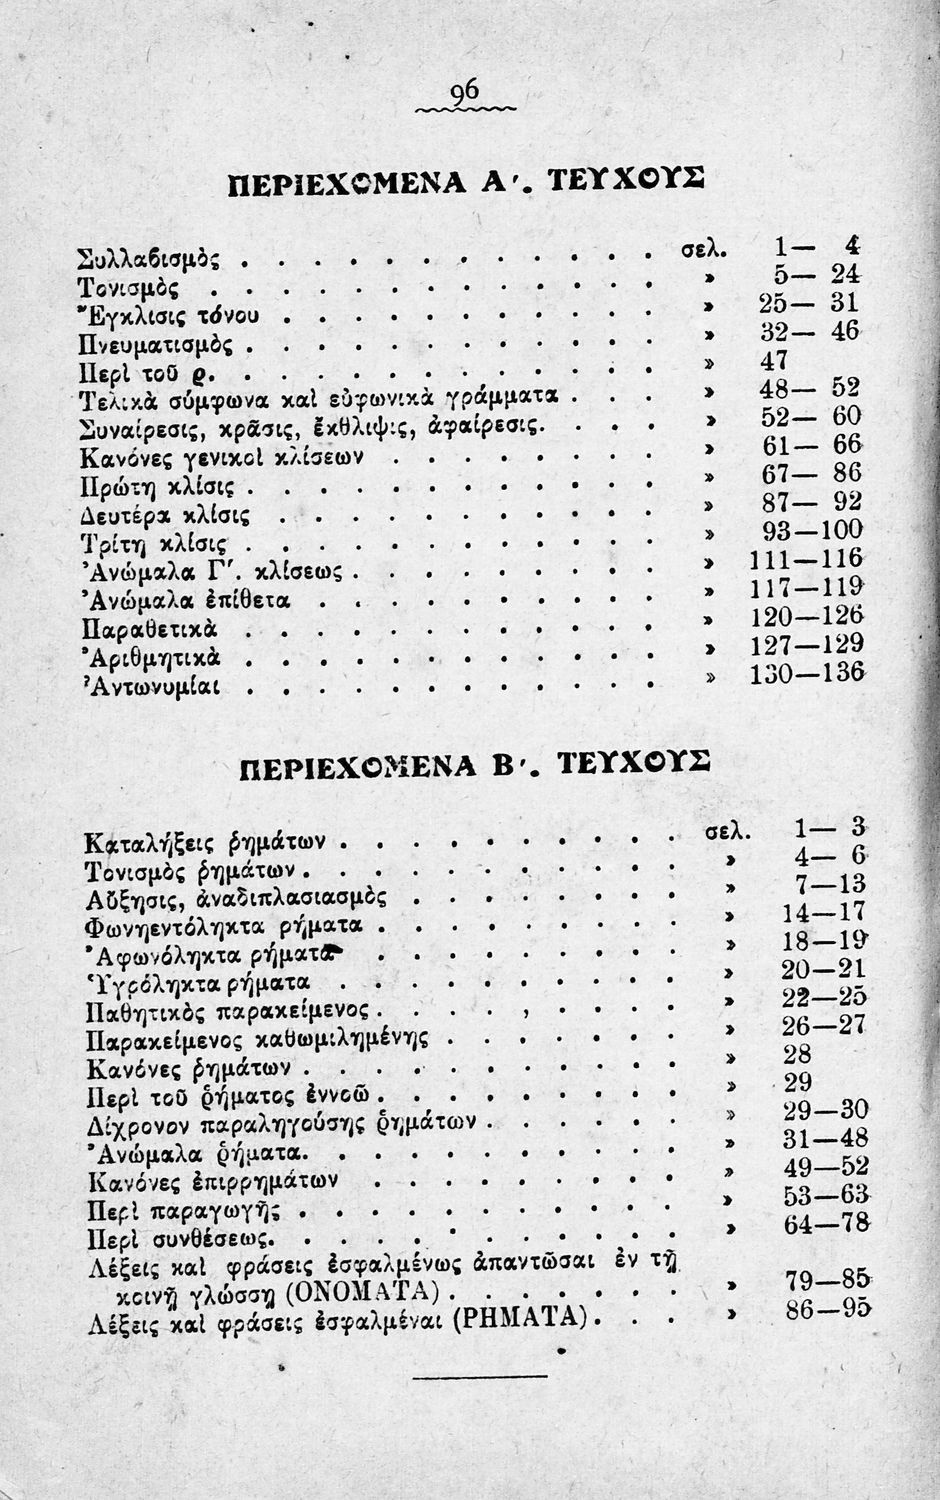 96
ΠΕΡΙΕΧΟΜΕΝΑ Α΄. ΤΕΥΧΟΥΣ
Συλλαβισμὸς . . . . . . . . . . . . σελ. 1— 4
Τονισμὸς . . . . . . . . . . . . . » 5— 24
Ἔγκλισις τόνου . . . . . . . . . . . » 25— 31
Πνευματισμὸς . . . . . . . . . . . . » 32— 46
Περὶ τοῦ ρ. . . . . . . . . . . . . » 47
Τελικὰ σύμφωνα καὶ εὐφωνικὰ γράμματα . . . » 48— 52
Συναίρεσις, κρᾶσις, ἔκθλιψις, ἀφαίρεσις. . . . » 52— 60
Κανόνες γενικοὶ κλίσεων . . . . . . . . » 61— 66
Πρώτη κλίσις . . . . . . . . . . . . » 67— 86
Δευτέρα κλίσις . . . . . . . . . . . » 87— 92
Τρίτη κλίσις . . . . . . . . . . . . » 93—100
Ἀνώμαλα Γ΄. κλίσεως . . . . . . . . . » 111—116
Ἀνώμαλα ἐπίθετα . . . . . . . . . . » 117—119
Παραθετικὰ . . . . . . . . . . . . » 120—126
Ἀριθμητικὰ . . . . . . . . . . . . » 127—129
Ἀντωνυμίαι . . . . . . . . . . . . » 130—136
ΠΕΡΙΕΧΟΜΕΝΑ Β΄. ΤΕΥΧΟΥΣ
Καταλήξεις ῥημάτων . . . . . . . . . . σελ. 1— 3
Τονισμὸς ῥημάτων . . . . . . . . . . . » 4— 6
Αὔξησις, ἀναδιπλασιασμὸς . . . . . . . . » 7—13
Φωνηεντόληκτα ρήματα . . . . . . . . . » 14—17
Ἀφωνόληκτα ρήματα . . . . . . . . . » 18—19
Ὑγρόληκτα ρήματα . . . . . . . . . . » 20—21
Παθητικὸς παρακείμενος . . . . . . . . . » 22—25
Παρακείμενος καθωμιλημένης . . . . . . . » 26—27
Κανόνες ῥημάτων . . . . . . . . . . . » 28
Περὶ τοῦ ῥήματος ἐννοῶ . . . . . . . . . » 29
Δίχρονον παραληγούσης ῥημάτων . . . . . . » 29—30
Ἀνώμαλα ῥήματα. . . . . . . . . . . » 31—48
Κανόνες ἐπιρρημάτων . . . . . . . . . » 49—52
Περὶ παραγωγῆς . . . . . . . . . . . » 53—63
Περὶ συνθέσεως. . . . . . . . . . . . » 64—78
Λέξεις καὶ φράσεις ἐσφαλμένως ἀπαντῶσαι ἐν τῇ
κοινῇ γλώσσῃ (ΟΝΟΜΑΤΑ) . . . . . . . » 79—85
Λέξεις καὶ φράσεις ἐσφαλμέναι (ΡΗΜΑΤΑ). . . . » 86—95